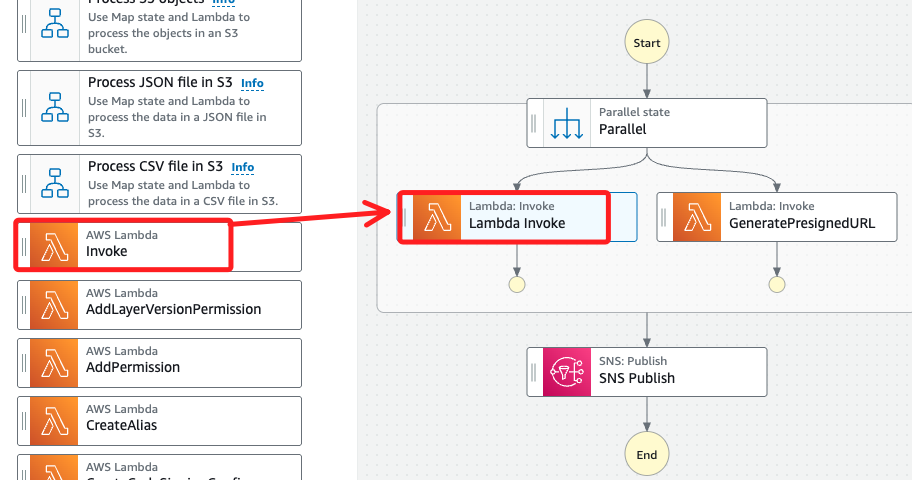 Process S3 objects Info
Use Map state and Lambda to
process the objects in an S3
bucket.
Process JSON file in S3 Info
Use Map state and Lambda to
process the data in a JSON file in
S3.
Process CSV file in S3 Info
Use Map state and Lambda to
process the data in a CSV file in S3.
AWS Lambda
Invoke
AWS Lambda
AddLayerVersionPermission
AWS Lambda
AddPermission
AWS Lambda
CreateAlias
AWS Lambda
Start
Parallel state
Parallel
Lambda: Invoke
Lambda Invoke
Lambda: Invoke
GeneratePresignedURL
SNS: Publish
SNS Publish
End